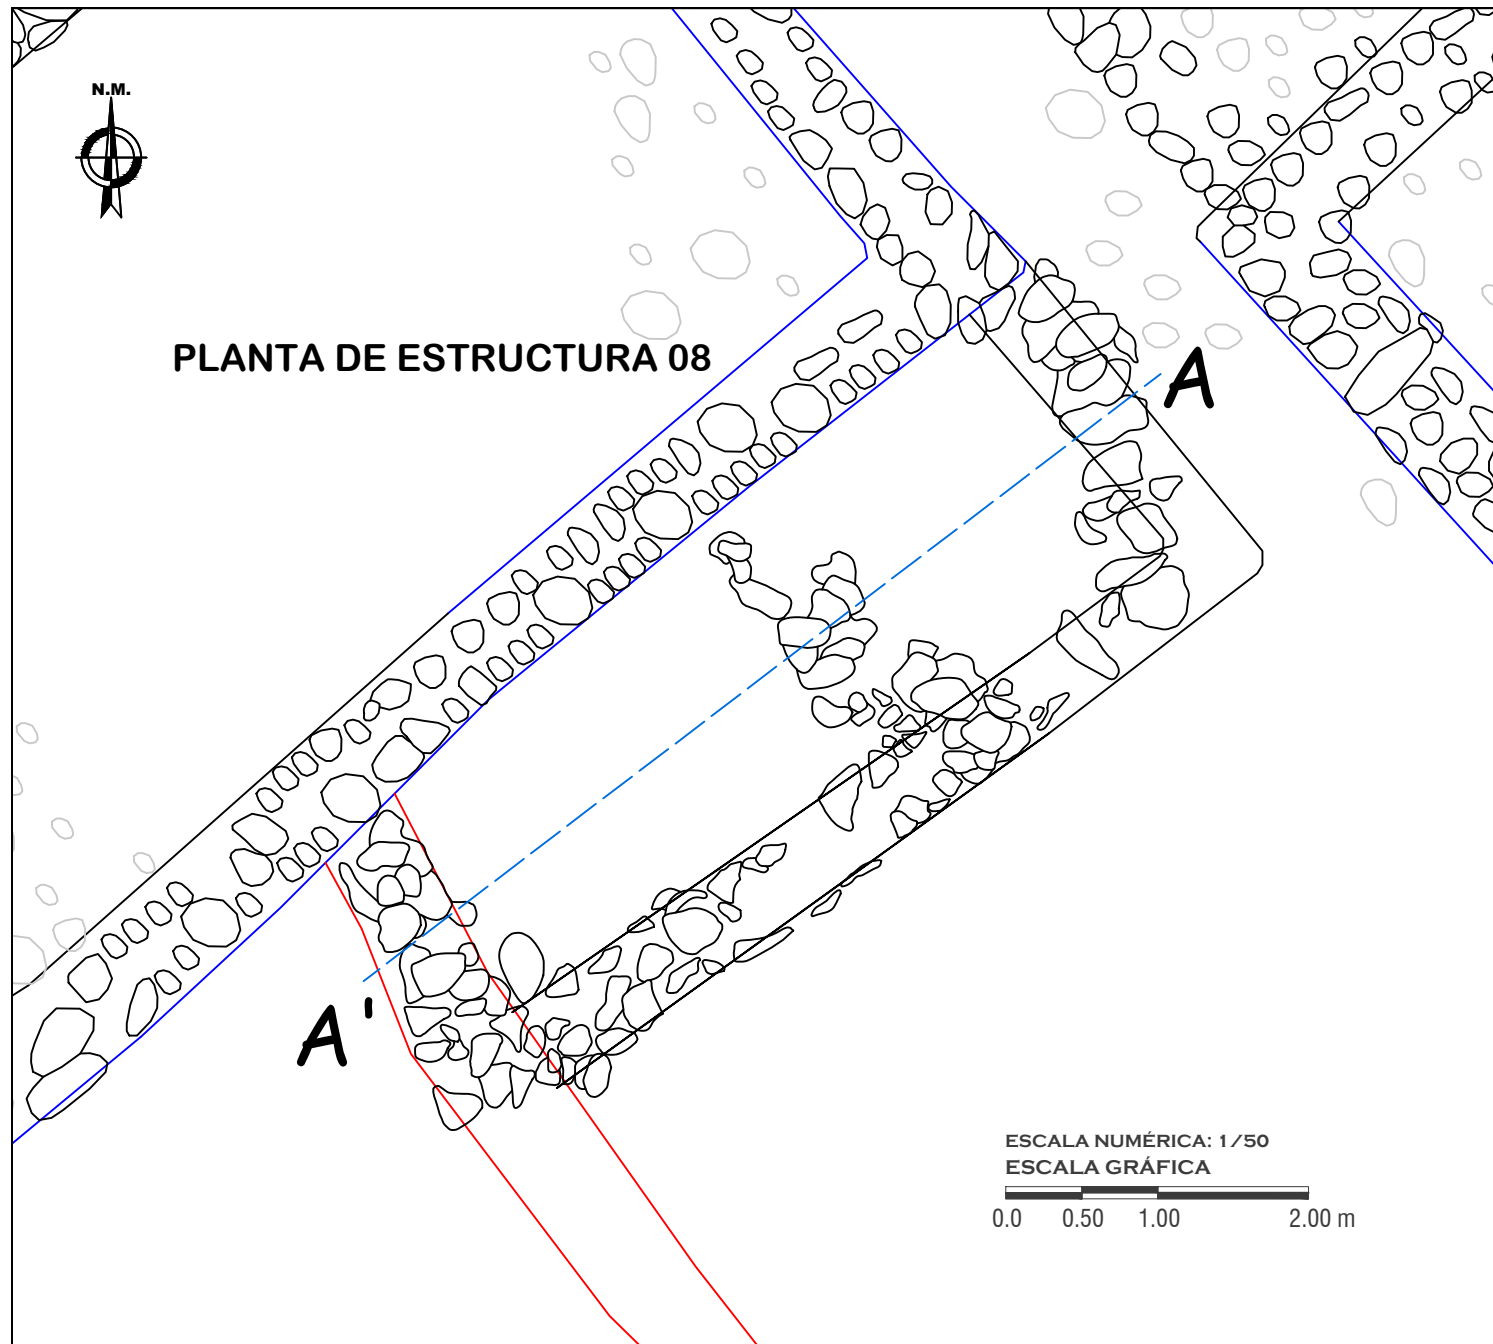 N.M.
PLANTA DE ESTRUCTURA 08
A
A'
ESCALA NUMÉRICA: 1/50
ESCALA GRÁFICA
0.0 0.50 1.00 2.00 m